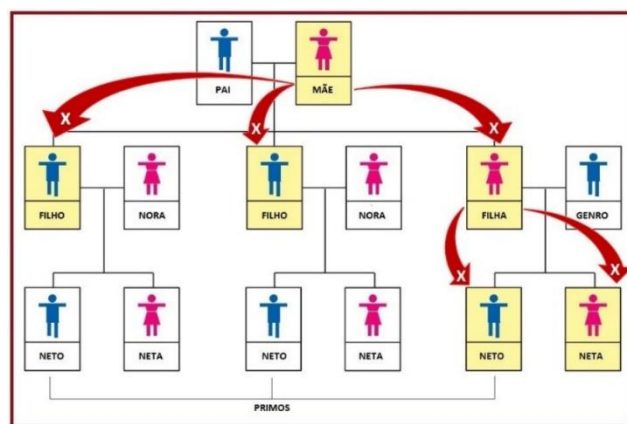 PAI MÃE
X X X
FILHO NORA FILHO NORA FILHA GENRO
X X
NETO NETA NETO NETA NETO NETA
PRIMOS